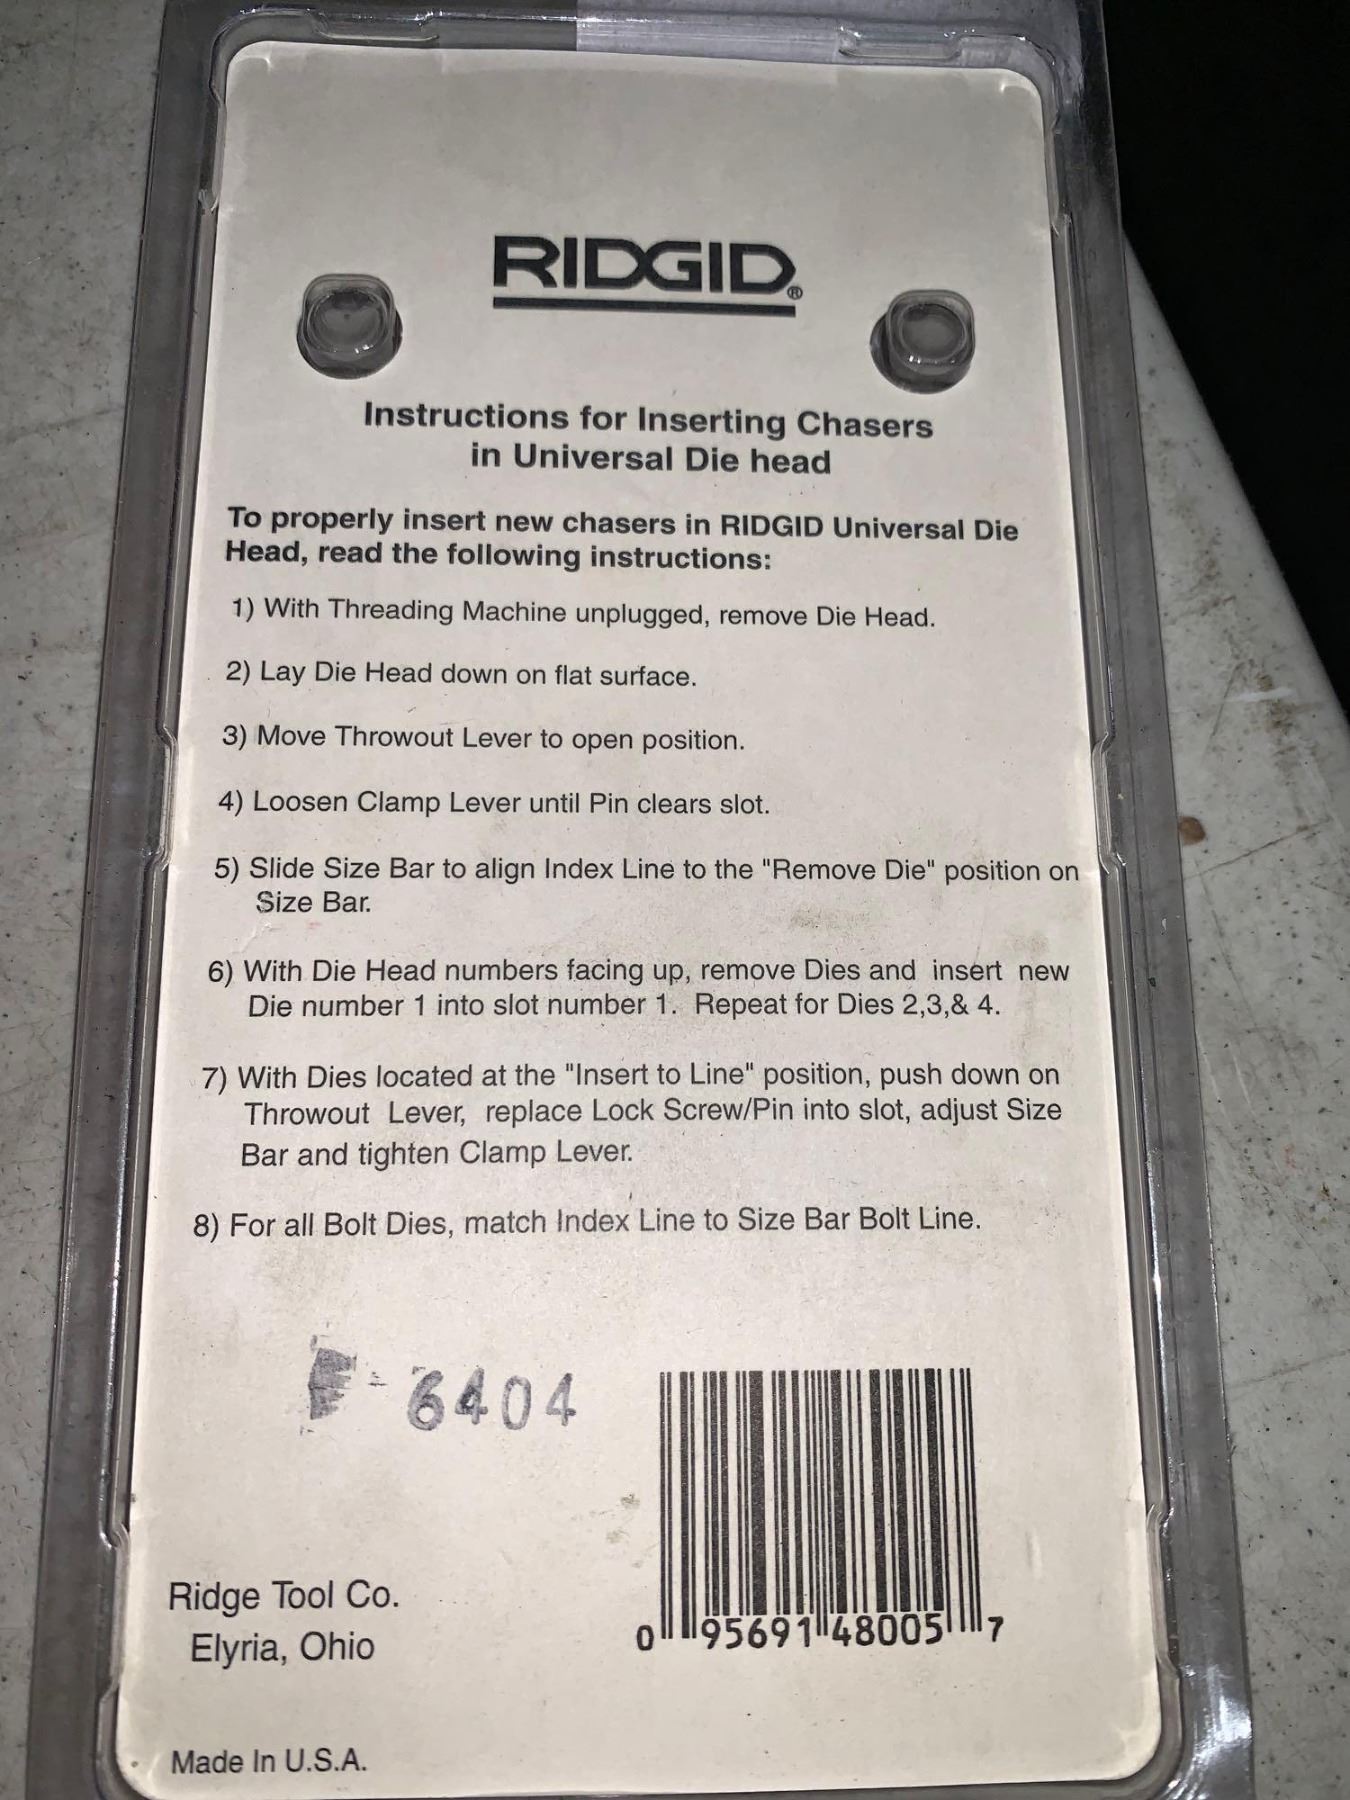 RIDGID®
Instructions for Inserting Chasers
in Universal Die head
To properly insert new chasers in RIDGID Universal Die
Head, read the following instructions:
1) With Threading Machine unplugged, remove Die Head.
2) Lay Die Head down on flat surface.
3) Move Throwout Lever to open position.
4) Loosen Clamp Lever until Pin clears slot.
5) Slide Size Bar to align Index Line to the "Remove Die" position on
Size Bar.
6) With Die Head numbers facing up, remove Dies and insert new
Die number 1 into slot number 1. Repeat for Dies 2,3,& 4.
7) With Dies located at the "Insert to Line" position, push down on
Throwout Lever, replace Lock Screw/Pin into slot, adjust Size
Bar and tighten Clamp Lever.
8) For all Bolt Dies, match Index Line to Size Bar Bolt Line.
- 6404
0 95691 48005 7
Ridge Tool Co.
Elyria, Ohio
Made In U.S.A.